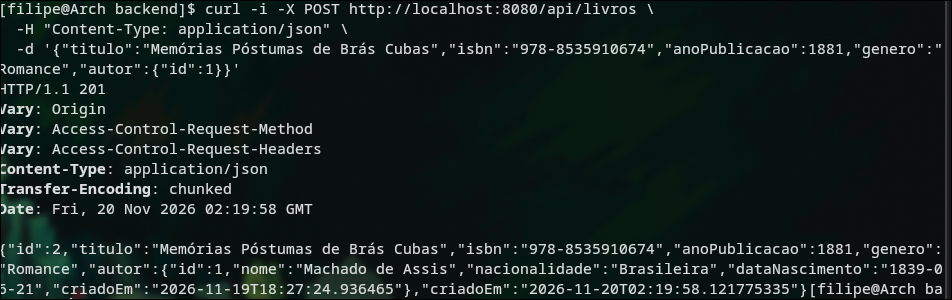 [filipe@Arch backend]$ curl -i -X POST http://localhost:8080/api/livros \
  -H "Content-Type: application/json" \
  -d '{"titulo":"Memórias Póstumas de Brás Cubas","isbn":"978-8535910674","anoPublicacao":1881,"genero":"
Romance","autor":{"id":1}}'
HTTP/1.1 201
Vary: Origin
Vary: Access-Control-Request-Method
Vary: Access-Control-Request-Headers
Content-Type: application/json
Transfer-Encoding: chunked
Date: Fri, 20 Nov 2026 02:19:58 GMT

{"id":2,"titulo":"Memórias Póstumas de Brás Cubas","isbn":"978-8535910674","anoPublicacao":1881,"genero":
"Romance","autor":{"id":1,"nome":"Machado de Assis","nacionalidade":"Brasileira","dataNascimento":"1839-0
6-21","criadoEm":"2026-11-19T18:27:24.936465"},"criadoEm":"2026-11-20T02:19:58.121775335"}[filipe@Arch ba